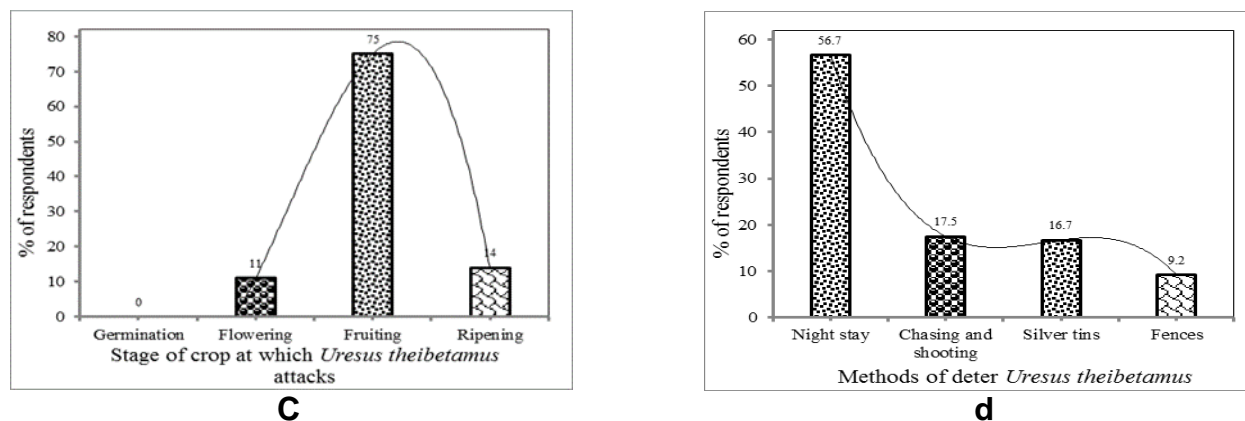 80
70
60
50
40
30
20
10
0
% of respondents
0
11
75
14
Germination
Flowering
Fruiting
Ripening
Stage of crop at which Uresus theibetamus
attacks
C
60
50
40
30
20
10
0
% of respondents
56.7
17.5
16.7
9.2
Night stay
Chasing and
shooting
Silver tins
Fences
Methods of deter Uresus theibetamus
d